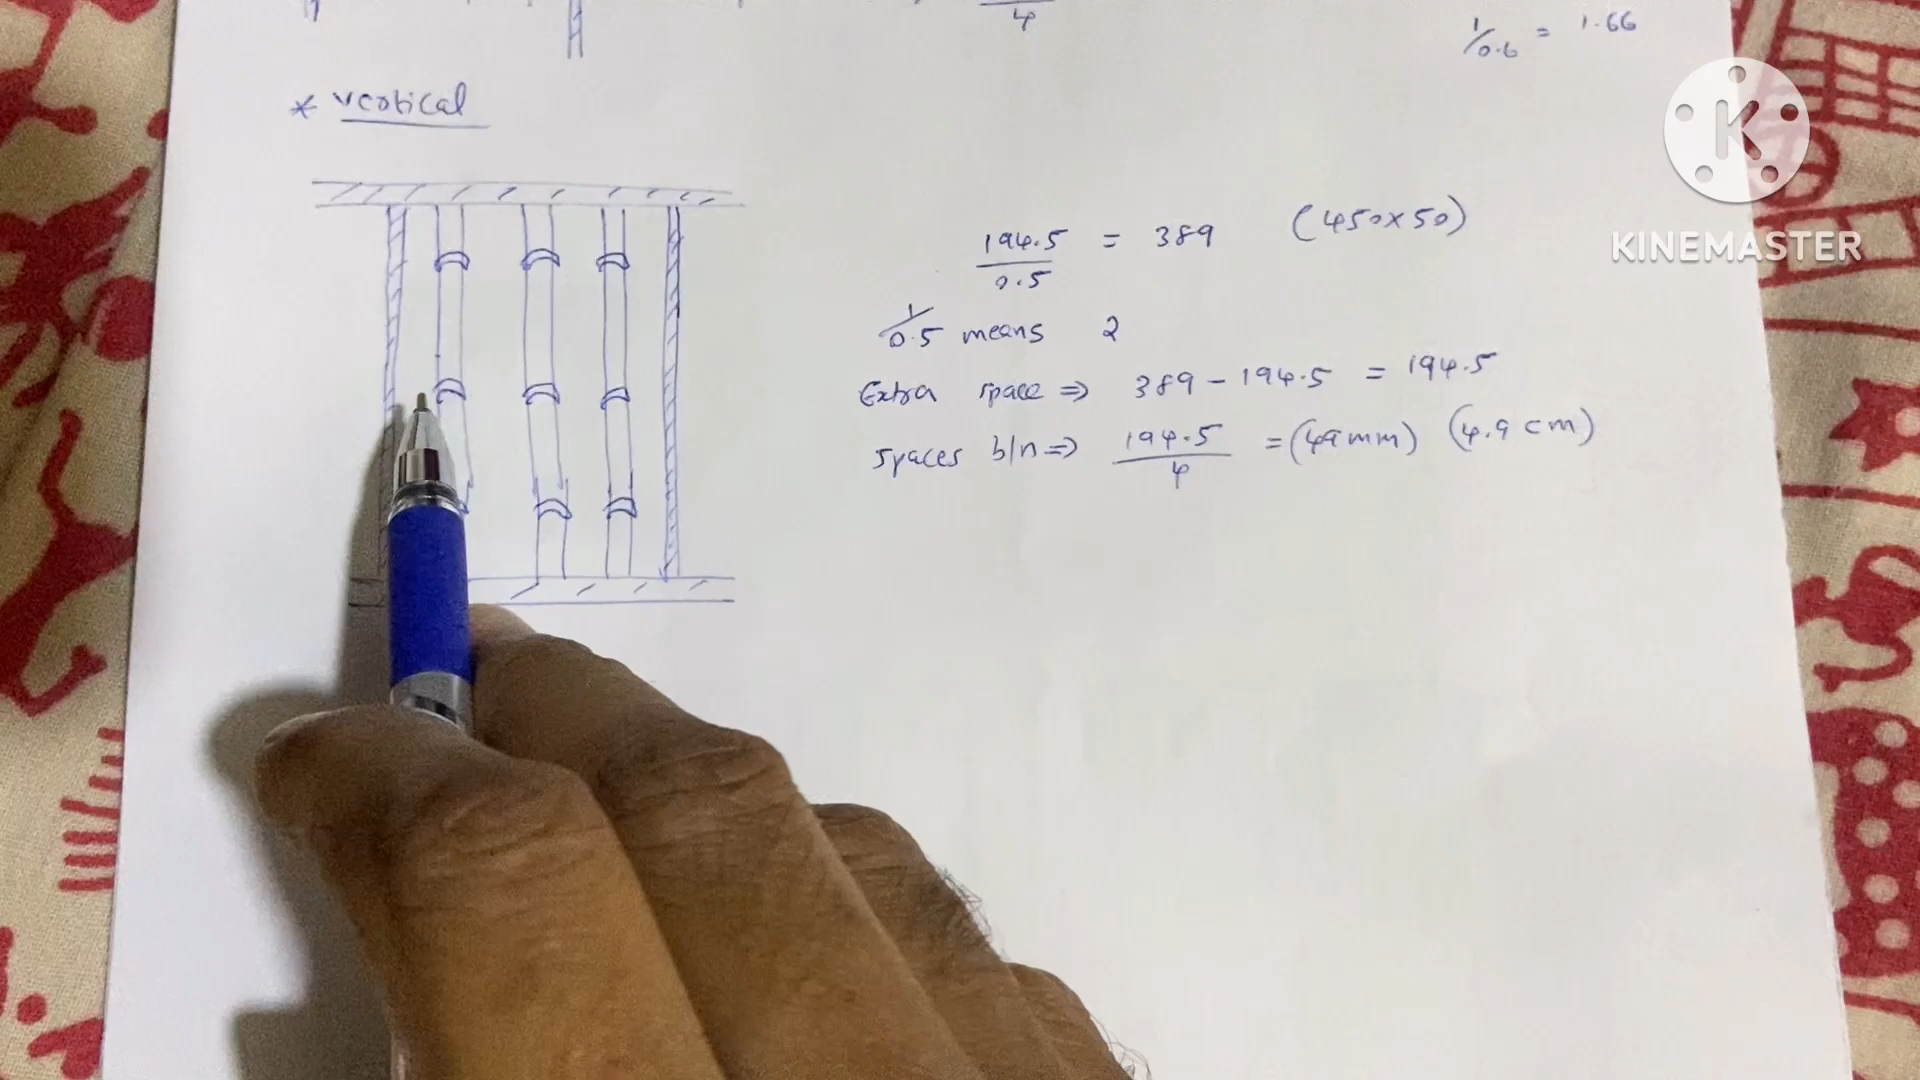 4
1/0.6 = 1.66
* vertical
194.5/0.5 = 389 (450x50)
1/0.5 means 2
Extra space => 389 - 194.5 = 194.5
spaces b/n => 194.5/4 = (49mm) (4.9 cm)
K
KINEMASTER